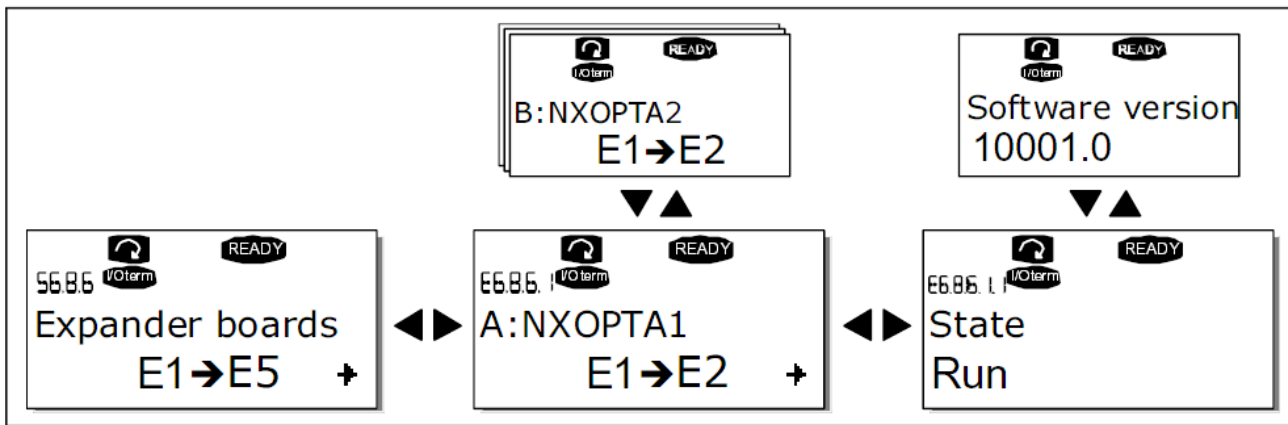 READY
I/Oterm
B:NXOPTA2
E1➔E2
READY
I/Oterm
Software version
10001.0
READY
S6.8.6 I/Oterm
Expander boards
E1➔E5
READY
E6.8.6.1 I/Oterm
A:NXOPTA1
E1➔E2
READY
E6.8.6.1.1 I/Oterm
State
Run